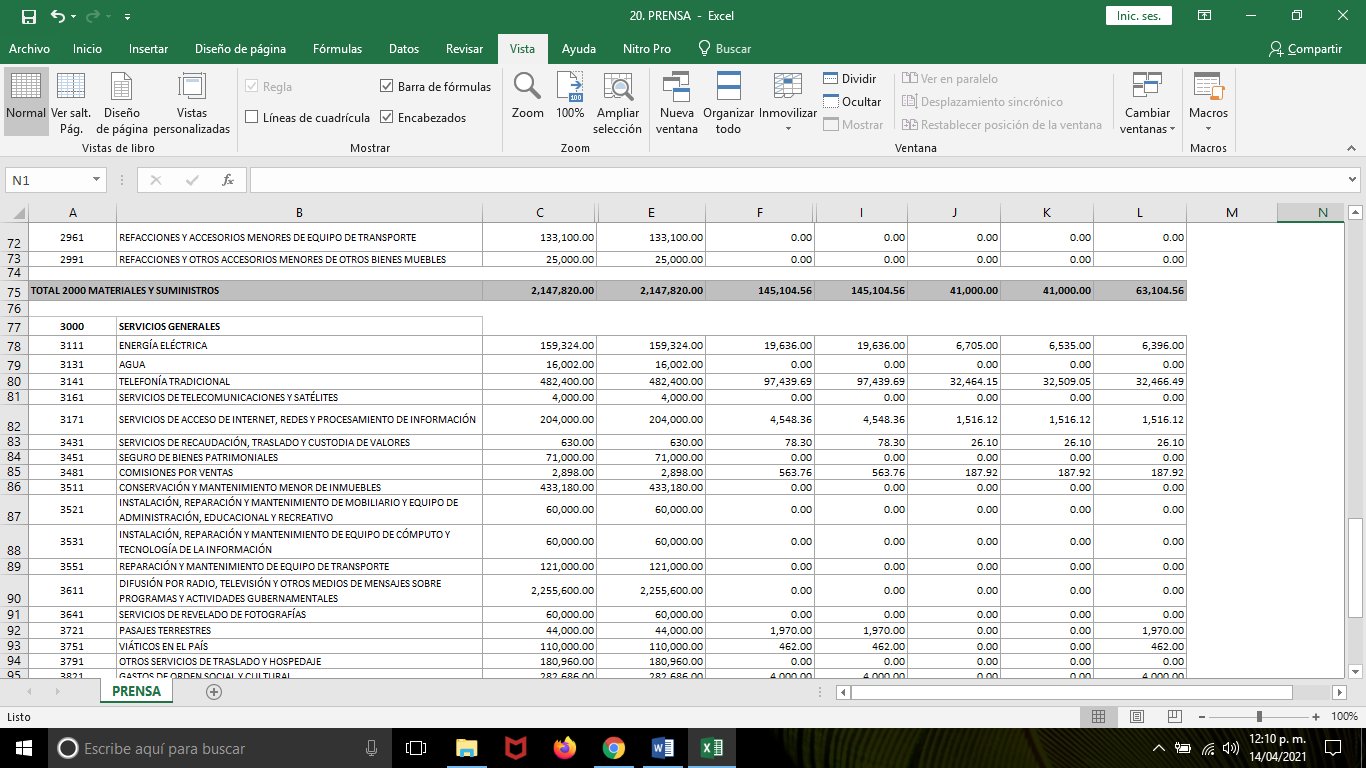 20. PRENSA - Excel
Inic. ses.
Archivo Inicio Insertar Diseño de página Fórmulas Datos Revisar Vista Ayuda Nitro Pro Buscar Compartir
Normal
Ver salt. Pág.
Diseño de página
Vistas personalizadas
Vistas de libro
Regla
Barra de fórmulas
Líneas de cuadrícula
Encabezados
Mostrar
Zoom
100
100%
Ampliar selección
Zoom
Nueva ventana
Organizar todo
Inmovilizar
Dividir
Ocultar
Mostrar
Ver en paralelo
Desplazamiento sincrónico
Restablecer posición de la ventana
Ventana
Cambiar ventanas
Macros
Macros
N1
fx
A B C E F I J K L M N
72 2961 REFACCIONES Y ACCESORIOS MENORES DE EQUIPO DE TRANSPORTE 133,100.00 133,100.00 0.00 0.00 0.00 0.00 0.00
73 2991 REFACCIONES Y OTROS ACCESORIOS MENORES DE OTROS BIENES MUEBLES 25,000.00 25,000.00 0.00 0.00 0.00 0.00 0.00
74
75 TOTAL 2000 MATERIALES Y SUMINISTROS 2,147,820.00 2,147,820.00 145,104.56 145,104.56 41,000.00 41,000.00 63,104.56
76
77 3000 SERVICIOS GENERALES
78 3111 ENERGÍA ELÉCTRICA 159,324.00 159,324.00 19,636.00 19,636.00 6,705.00 6,535.00 6,396.00
79 3131 AGUA 16,002.00 16,002.00 0.00 0.00 0.00 0.00 0.00
80 3141 TELEFONÍA TRADICIONAL 482,400.00 482,400.00 97,439.69 97,439.69 32,464.15 32,509.05 32,466.49
81 3161 SERVICIOS DE TELECOMUNICACIONES Y SATÉLITES 4,000.00 4,000.00 0.00 0.00 0.00 0.00 0.00
82 3171 SERVICIOS DE ACCESO DE INTERNET, REDES Y PROCESAMIENTO DE INFORMACIÓN 204,000.00 204,000.00 4,548.36 4,548.36 1,516.12 1,516.12 1,516.12
83 3431 SERVICIOS DE RECAUDACIÓN, TRASLADO Y CUSTODIA DE VALORES 630.00 630.00 78.30 78.30 26.10 26.10 26.10
84 3451 SEGURO DE BIENES PATRIMONIALES 71,000.00 71,000.00 0.00 0.00 0.00 0.00 0.00
85 3481 COMISIONES POR VENTAS 2,898.00 2,898.00 563.76 563.76 187.92 187.92 187.92
86 3511 CONSERVACIÓN Y MANTENIMIENTO MENOR DE INMUEBLES 433,180.00 433,180.00 0.00 0.00 0.00 0.00 0.00
87 3521 INSTALACIÓN, REPARACIÓN Y MANTENIMIENTO DE MOBILIARIO Y EQUIPO DE
ADMINISTRACIÓN, EDUCACIONAL Y RECREATIVO 60,000.00 60,000.00 0.00 0.00 0.00 0.00 0.00
88 3531 INSTALACIÓN, REPARACIÓN Y MANTENIMIENTO DE EQUIPO DE CÓMPUTO Y
TECNOLOGÍA DE LA INFORMACIÓN 60,000.00 60,000.00 0.00 0.00 0.00 0.00 0.00
89 3551 REPARACIÓN Y MANTENIMIENTO DE EQUIPO DE TRANSPORTE 121,000.00 121,000.00 0.00 0.00 0.00 0.00 0.00
90 3611 DIFUSIÓN POR RADIO, TELEVISIÓN Y OTROS MEDIOS DE MENSAJES SOBRE
PROGRAMAS Y ACTIVIDADES GUBERNAMENTALES 2,255,600.00 2,255,600.00 0.00 0.00 0.00 0.00 0.00
91 3641 SERVICIOS DE REVELADO DE FOTOGRAFÍAS 60,000.00 60,000.00 0.00 0.00 0.00 0.00 0.00
92 3721 PASAJES TERRESTRES 44,000.00 44,000.00 1,970.00 1,970.00 0.00 0.00 1,970.00
93 3751 VIÁTICOS EN EL PAÍS 110,000.00 110,000.00 462.00 462.00 0.00 0.00 462.00
94 3791 OTROS SERVICIOS DE TRASLADO Y HOSPEDAJE 180,960.00 180,960.00 0.00 0.00 0.00 0.00 0.00
95 3821 GASTOS DE ORDEN SOCIAL Y CULTURAL 282,686.00 282,686.00 4,000.00 4,000.00 0.00 0.00 4,000.00
PRENSA
Listo
100%
Escribe aquí para buscar
12:10 p. m.
14/04/2021